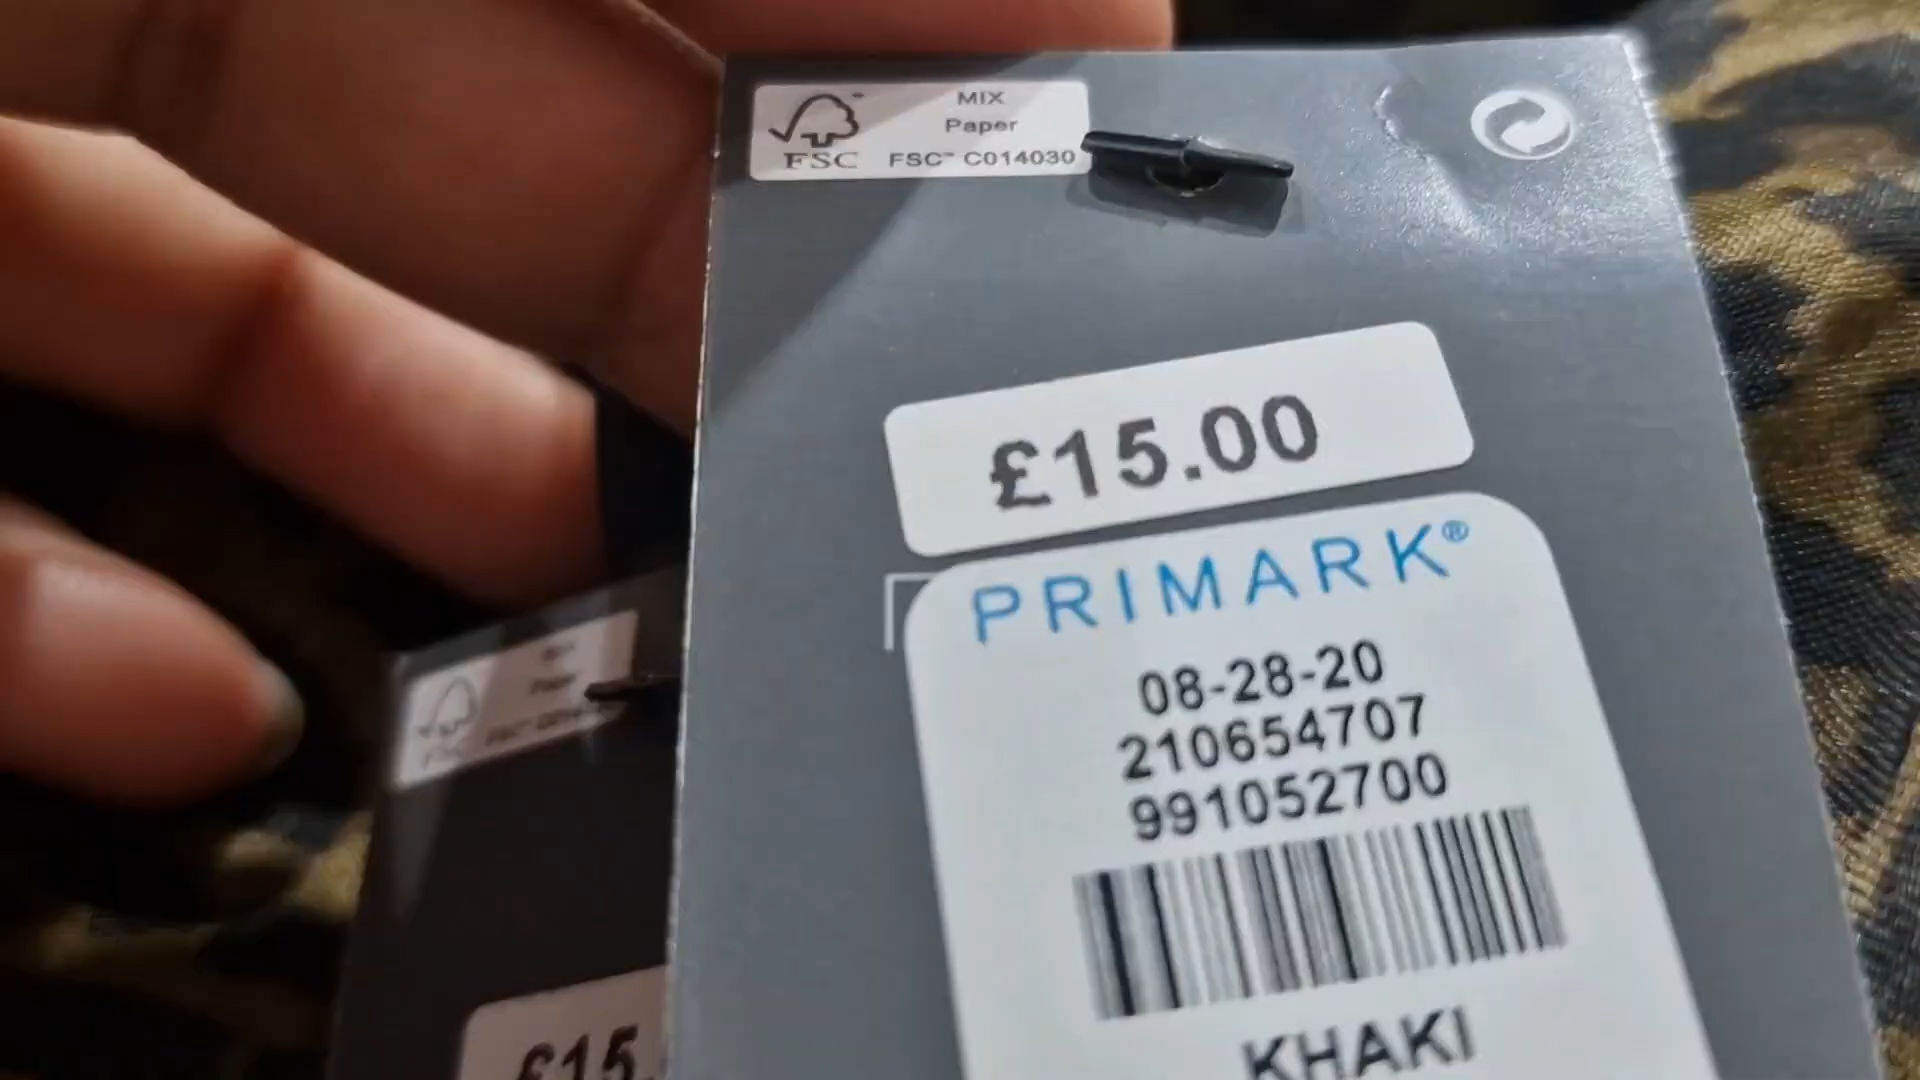 MIX
Paper
FSC
FSC™ C014030
£15.00
PRIMARK®
08-28-20
210654707
991052700
KHAKI
£15.